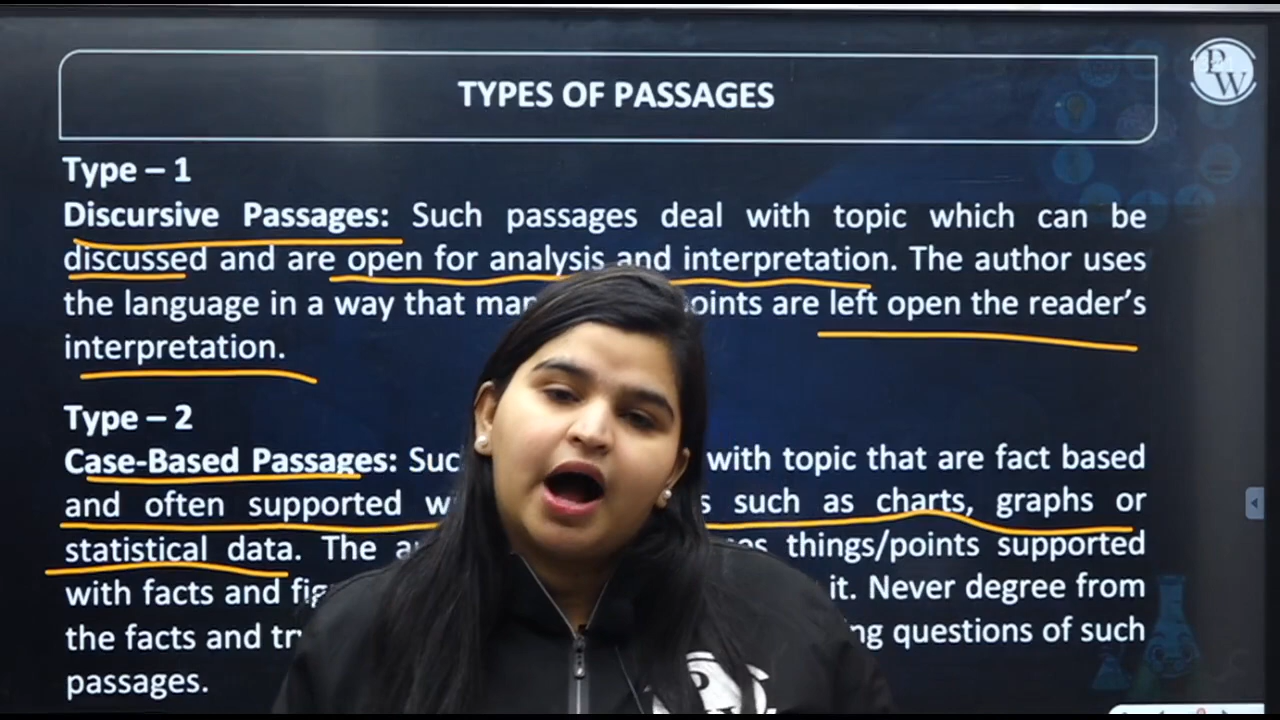 TYPES OF PASSAGES
PW
Type – 1
Discursive Passages: Such passages deal with topic which can be
discussed and are open for analysis and interpretation. The author uses
the language in a way that points are left open the reader's
interpretation.
Type – 2
Case-Based Passages: with topic that are fact based
and often supported such as charts, graphs or
statistical data. The things/points supported
with facts and it. Never degree from
the facts and questions of such
passages.
PW